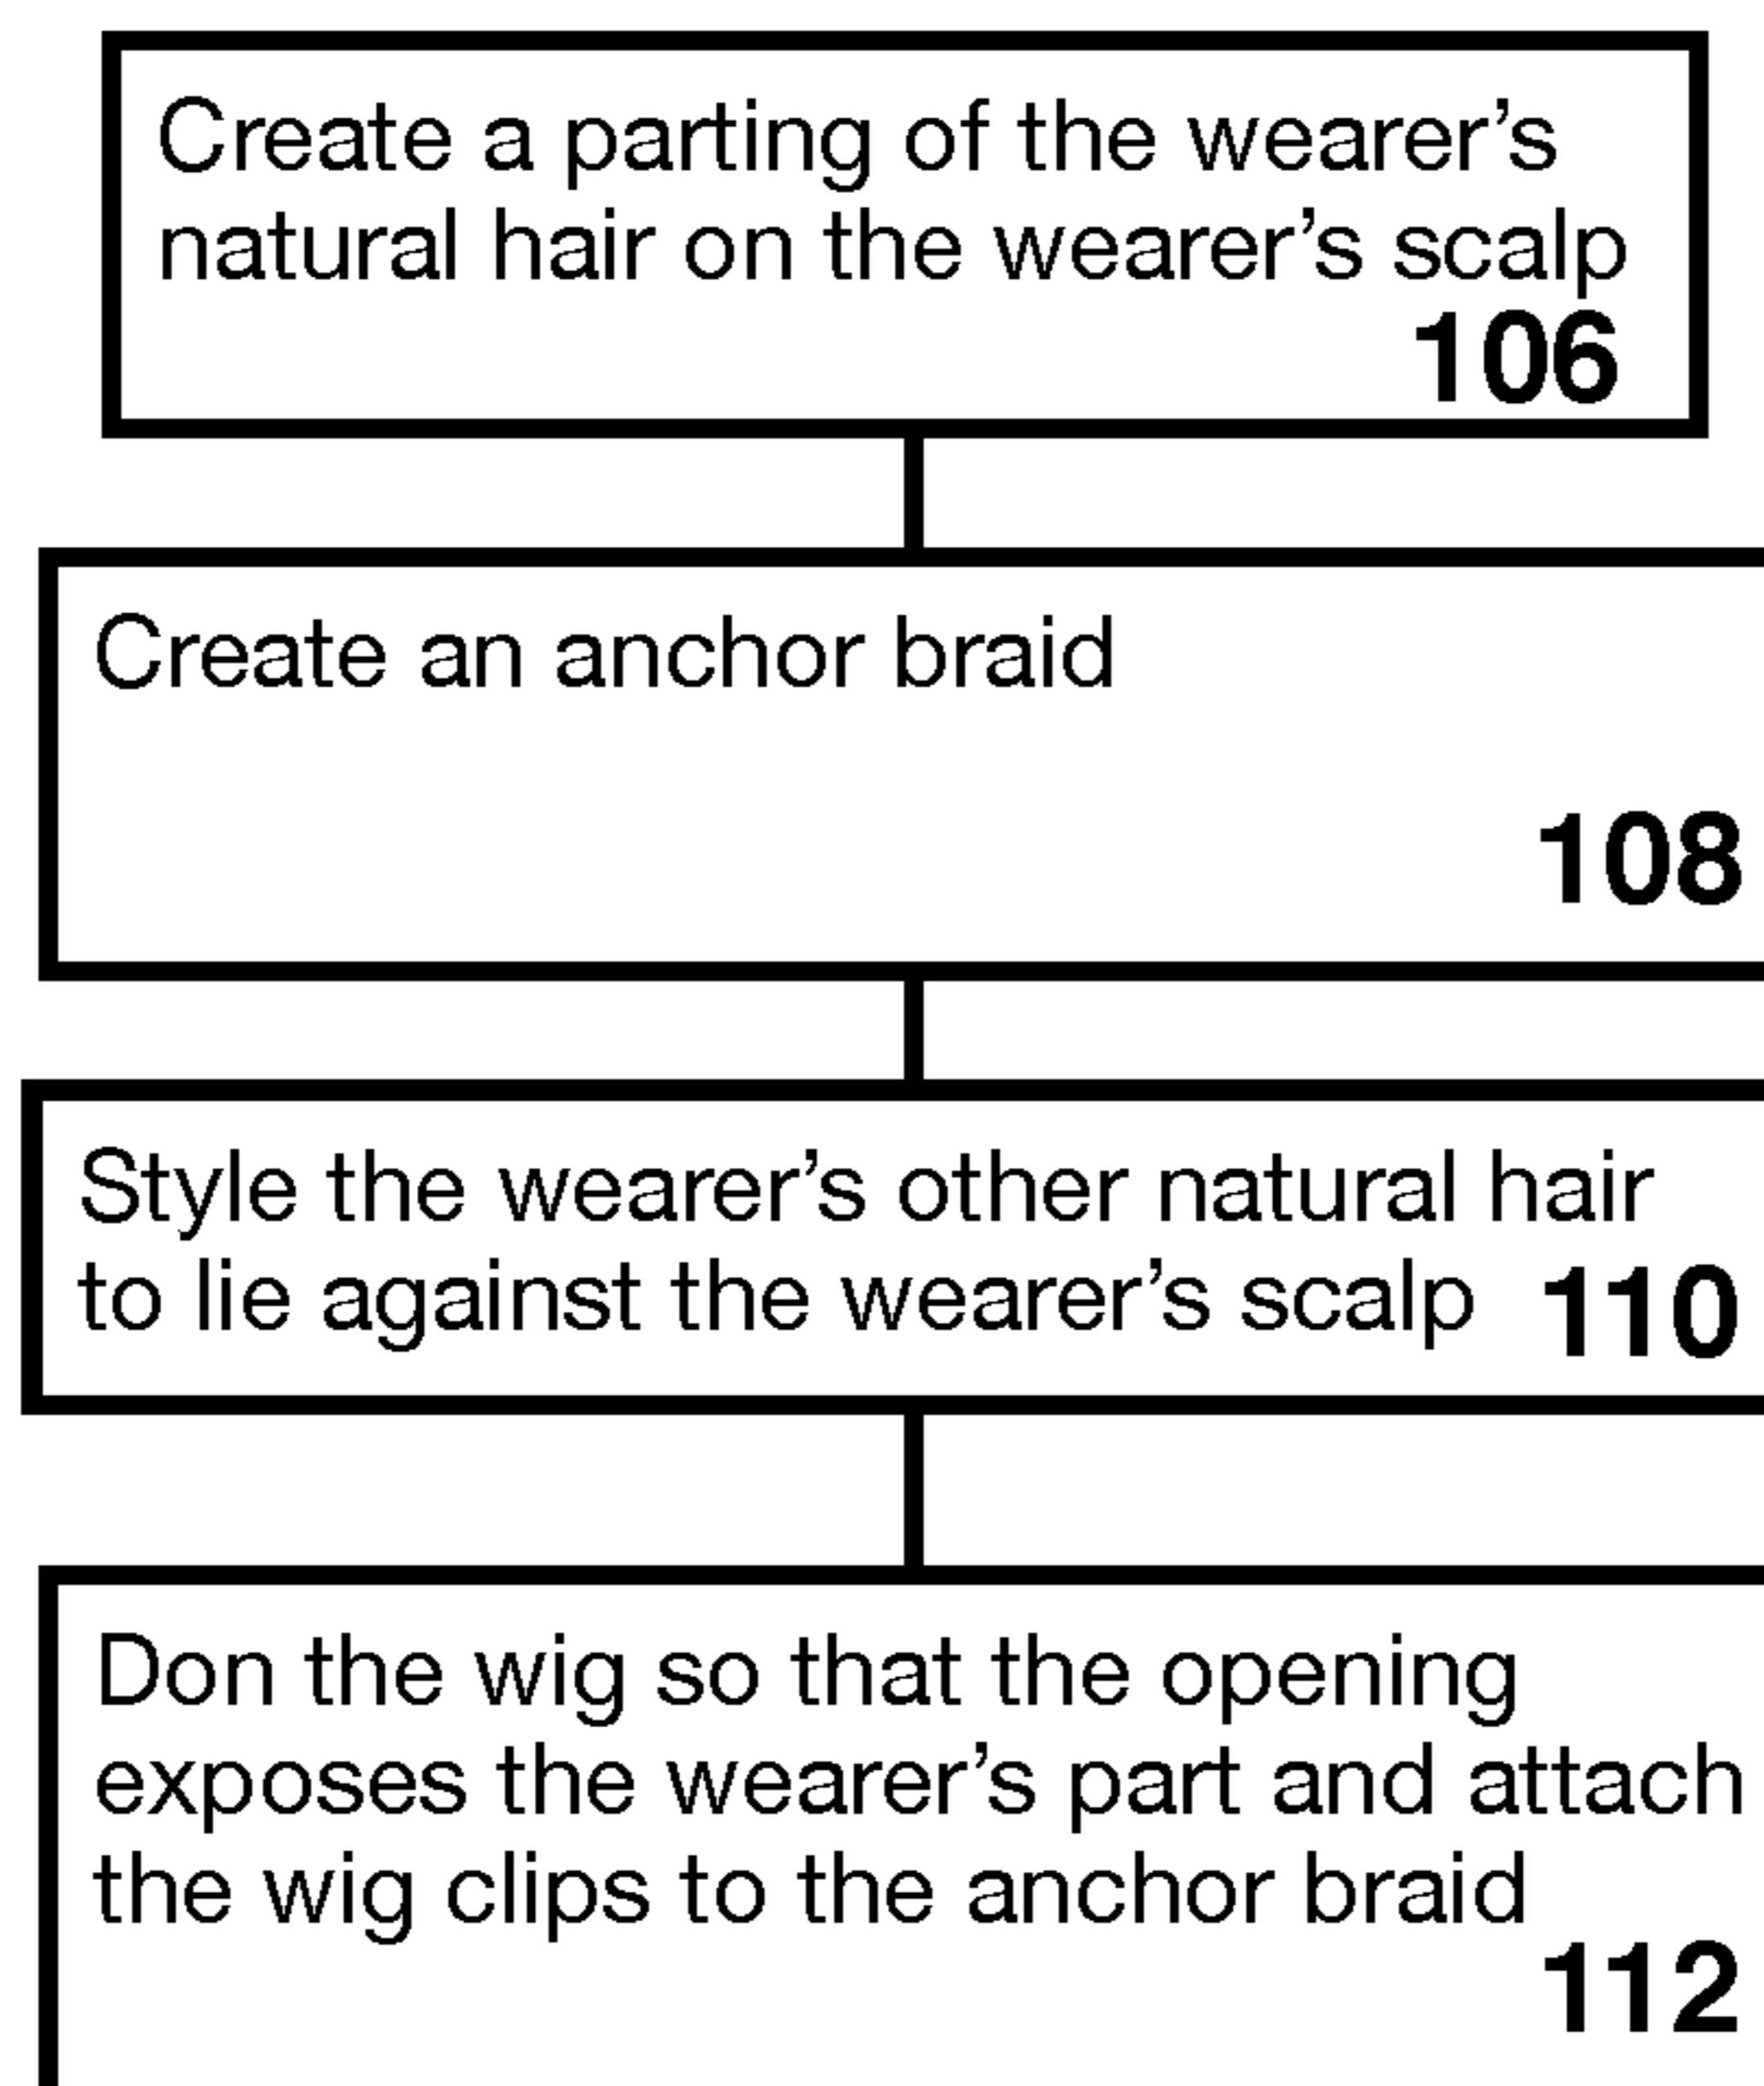 Create a parting of the wearer’s
natural hair on the wearer’s scalp
106
Create an anchor braid
108
Style the wearer’s other natural hair
to lie against the wearer’s scalp 110
Don the wig so that the opening
exposes the wearer’s part and attach
the wig clips to the anchor braid
112